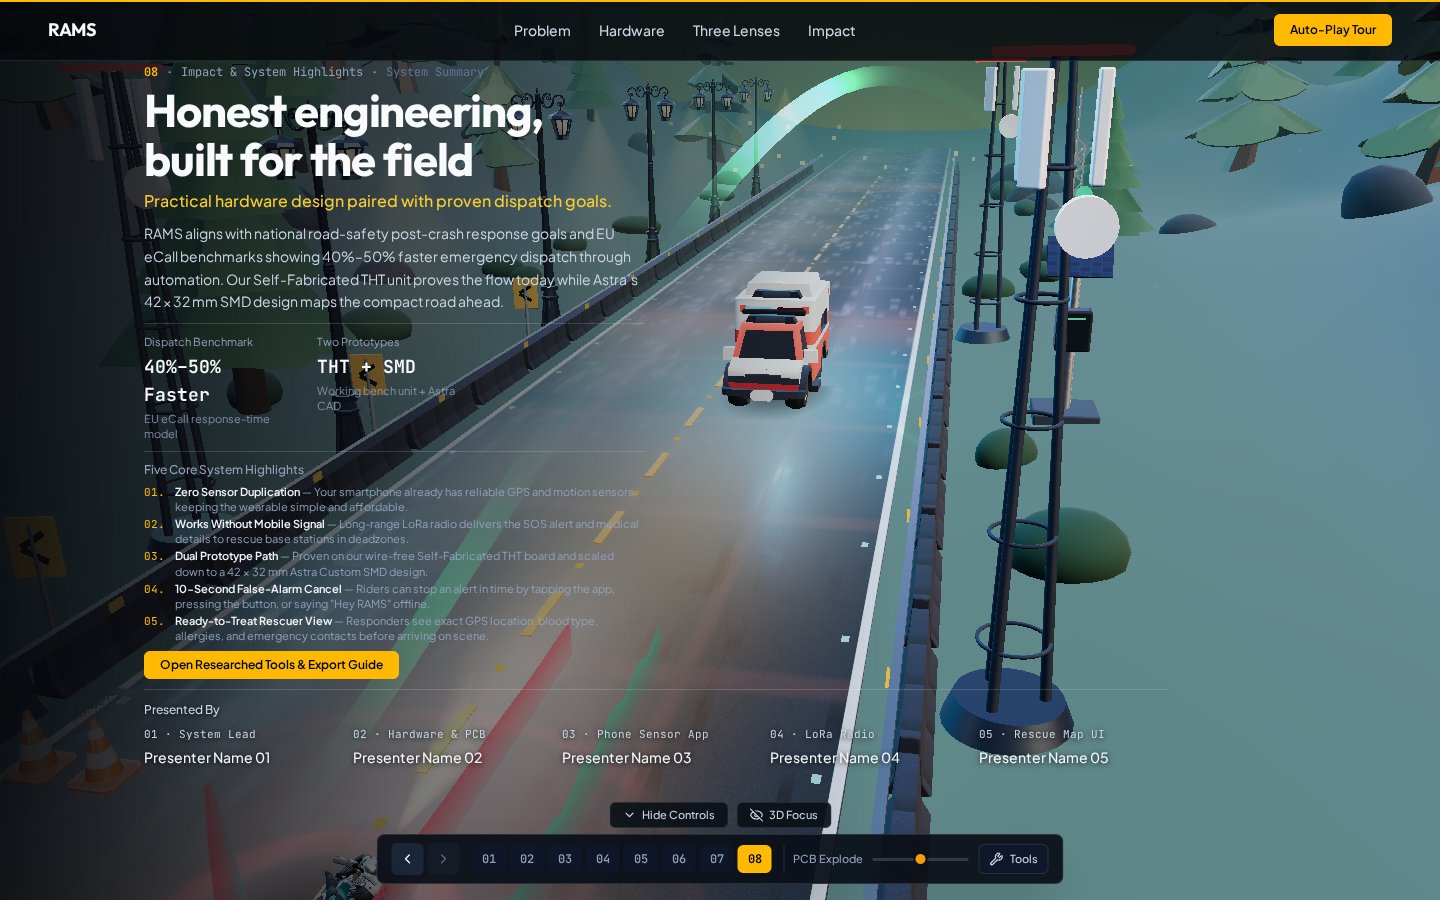 RAMS
Problem
Hardware
Three Lenses
Impact
Auto-Play Tour
08 · Impact & System Highlights · System Summary
Honest engineering,
built for the field
Practical hardware design paired with proven dispatch goals.
RAMS aligns with national road-safety post-crash response goals and EU
eCall benchmarks showing 40%–50% faster emergency dispatch through
automation. Our Self-Fabricated THT unit proves the flow today while Astra's
42 × 32 mm SMD design maps the compact road ahead.
Dispatch Benchmark
40%–50%
Faster
EU eCall response-time
model
Two Prototypes
THT + SMD
Working bench unit + Astra
CAD
Five Core System Highlights
01. Zero Sensor Duplication — Your smartphone already has reliable GPS and motion sensors,
keeping the wearable simple and affordable.
02. Works Without Mobile Signal — Long-range LoRa radio delivers the SOS alert and medical
details to rescue base stations in deadzones.
03. Dual Prototype Path — Proven on our wire-free Self-Fabricated THT board and scaled
down to a 42 × 32 mm Astra Custom SMD design.
04. 10-Second False-Alarm Cancel — Riders can stop an alert in time by tapping the app,
pressing the button, or saying "Hey RAMS" offline.
05. Ready-to-Treat Rescuer View — Responders see exact GPS location, blood type,
allergies, and emergency contacts before arriving on scene.
Open Researched Tools & Export Guide
Presented By
01 · System Lead
Presenter Name 01
02 · Hardware & PCB
Presenter Name 02
03 · Phone Sensor App
Presenter Name 03
04 · LoRa Radio
Presenter Name 04
05 · Rescue Map UI
Presenter Name 05
Hide Controls
3D Focus
01 02 03 04 05 06 07 08
PCB Explode
Tools